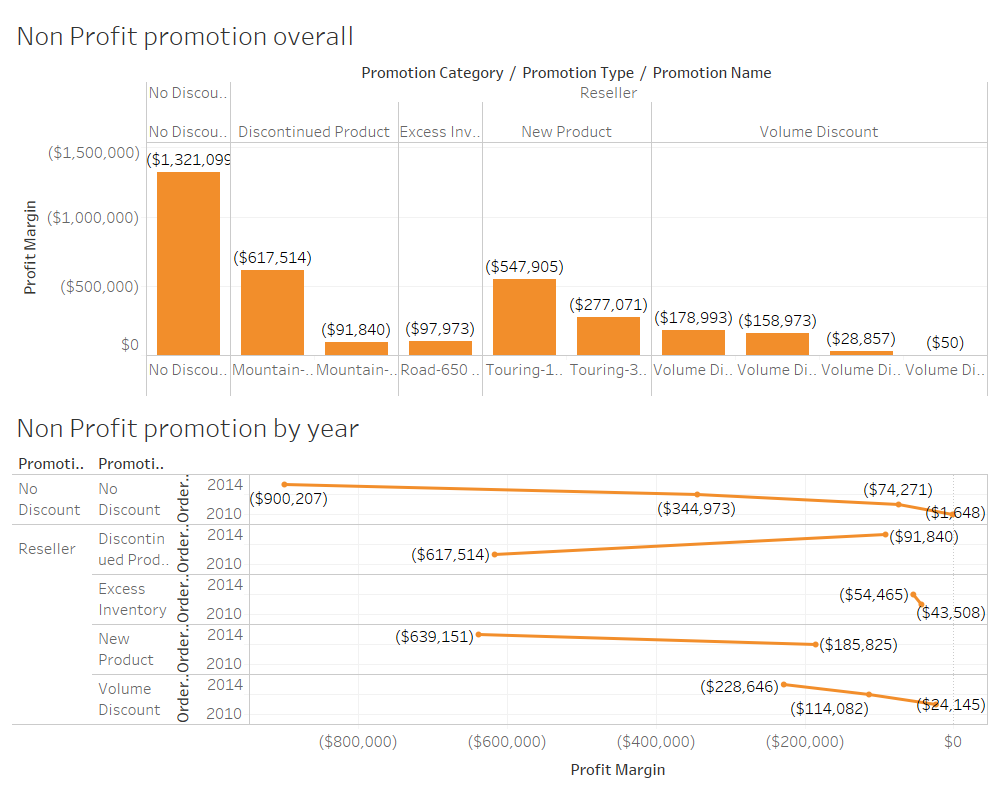 Non Profit promotion overall
Promotion Category / Promotion Type / Promotion Name
No Discou.. Reseller
No Discou.. Discontinued Product Excess Inv.. New Product Volume Discount
Profit Margin
($1,500,000)
($1,000,000)
($500,000)
$0
($1,321,099
($617,514)
($91,840)
($97,973)
($547,905)
($277,071)
($178,993)
($158,973)
($28,857)
($50)
No Discou.. Mountain-.. Mountain-.. Road-650 .. Touring-1.. Touring-3.. Volume Di.. Volume Di.. Volume Di.. Volume Di..
Non Profit promotion by year
Promoti.. Promoti..
No
Discount
No
Discount
Order..
2014
2010
($900,207)
($344,973)
($74,271)
($1,648)
Reseller
Discontin
ued Prod..
Order..
2014
2010
($617,514)
($91,840)
Excess
Inventory
Order..
2014
2010
($54,465)
($43,508)
New
Product
Order..
2014
2010
($639,151)
($185,825)
Volume
Discount
Order..
2014
2010
($228,646)
($114,082)
($24,145)
($800,000) ($600,000) ($400,000) ($200,000) $0
Profit Margin